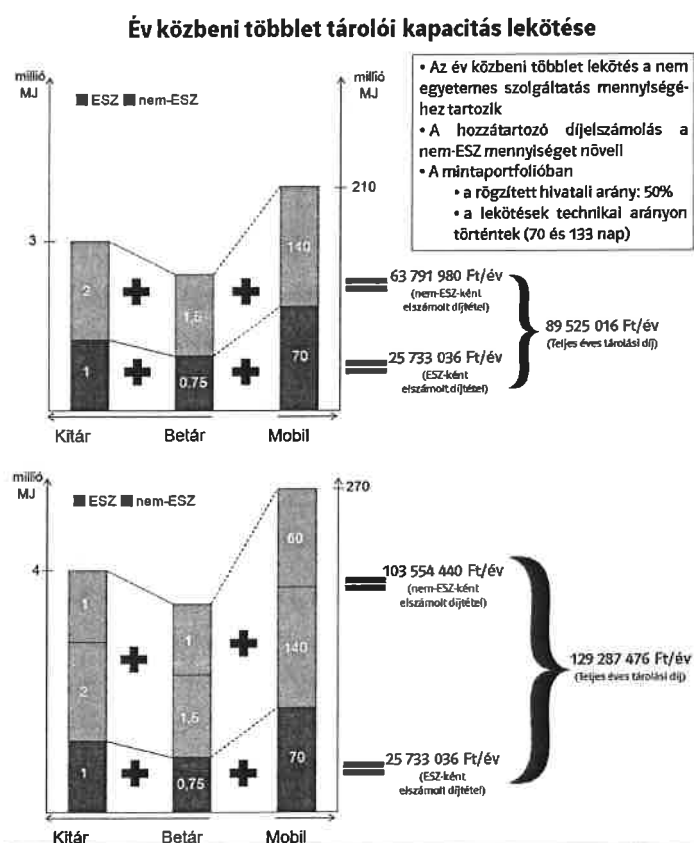 Év közbeni többlet tárolói kapacitás lekötése
millió
MJ
ESZ nem-ESZ
• Az év közbeni többlet lekötés a nem
egyetemes szolgáltatás mennyiségé-
hez tartozik
• A hozzátartozó díjelszámolás a
nem-ESZ mennyiséget növeli
• A mintaportfolióban
• a rögzített hivatali arány: 50%
• a lekötések technikai arányon
történtek (70 és 133 nap)
millió
MJ
210
3
2
1,5
140
1
0,75
70
63 791 980 Ft/év
(nem-ESZ-ként
elszámolt díjtétel)
25 733 036 Ft/év
(ESZ-ként
elszámolt díjtétel)
89 525 016 Ft/év
(Teljes éves tárolási díj)
Kitár Betár Mobil
millió
MJ
ESZ nem-ESZ
millió
MJ
270
4
1
1
60
2
1,5
140
1
0,75
70
103 554 440 Ft/év
(nem-ESZ-ként
elszámolt díjtétel)
25 733 036 Ft/év
(ESZ-ként
elszámolt díjtétel)
129 287 476 Ft/év
(Teljes éves tárolási díj)
Kitár Betár Mobil